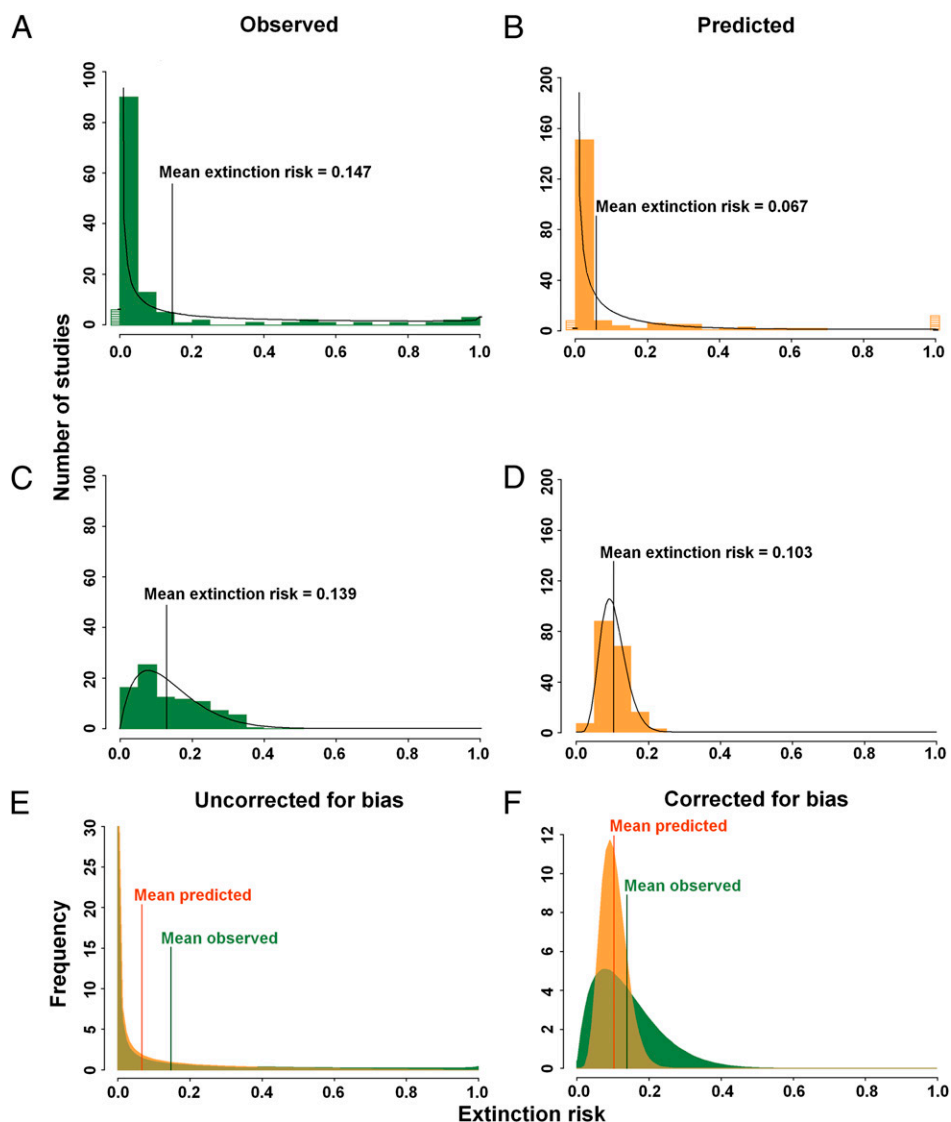 A
Observed
B
Predicted
Number of studies
100
80
60
40
20
0
Mean extinction risk = 0.147
0.0 0.2 0.4 0.6 0.8 1.0
200
160
120
80
40
0
Mean extinction risk = 0.067
0.0 0.2 0.4 0.6 0.8 1.0
C
100
80
60
40
20
0
Mean extinction risk = 0.139
0.0 0.2 0.4 0.6 0.8 1.0
D
200
160
120
80
40
0
Mean extinction risk = 0.103
0.0 0.2 0.4 0.6 0.8 1.0
E
Uncorrected for bias
Frequency
30
25
20
15
10
5
0
Mean predicted
Mean observed
0.0 0.2 0.4 0.6 0.8 1.0
F
Corrected for bias
12
10
8
6
4
2
0
Mean predicted
Mean observed
0.0 0.2 0.4 0.6 0.8 1.0
Extinction risk